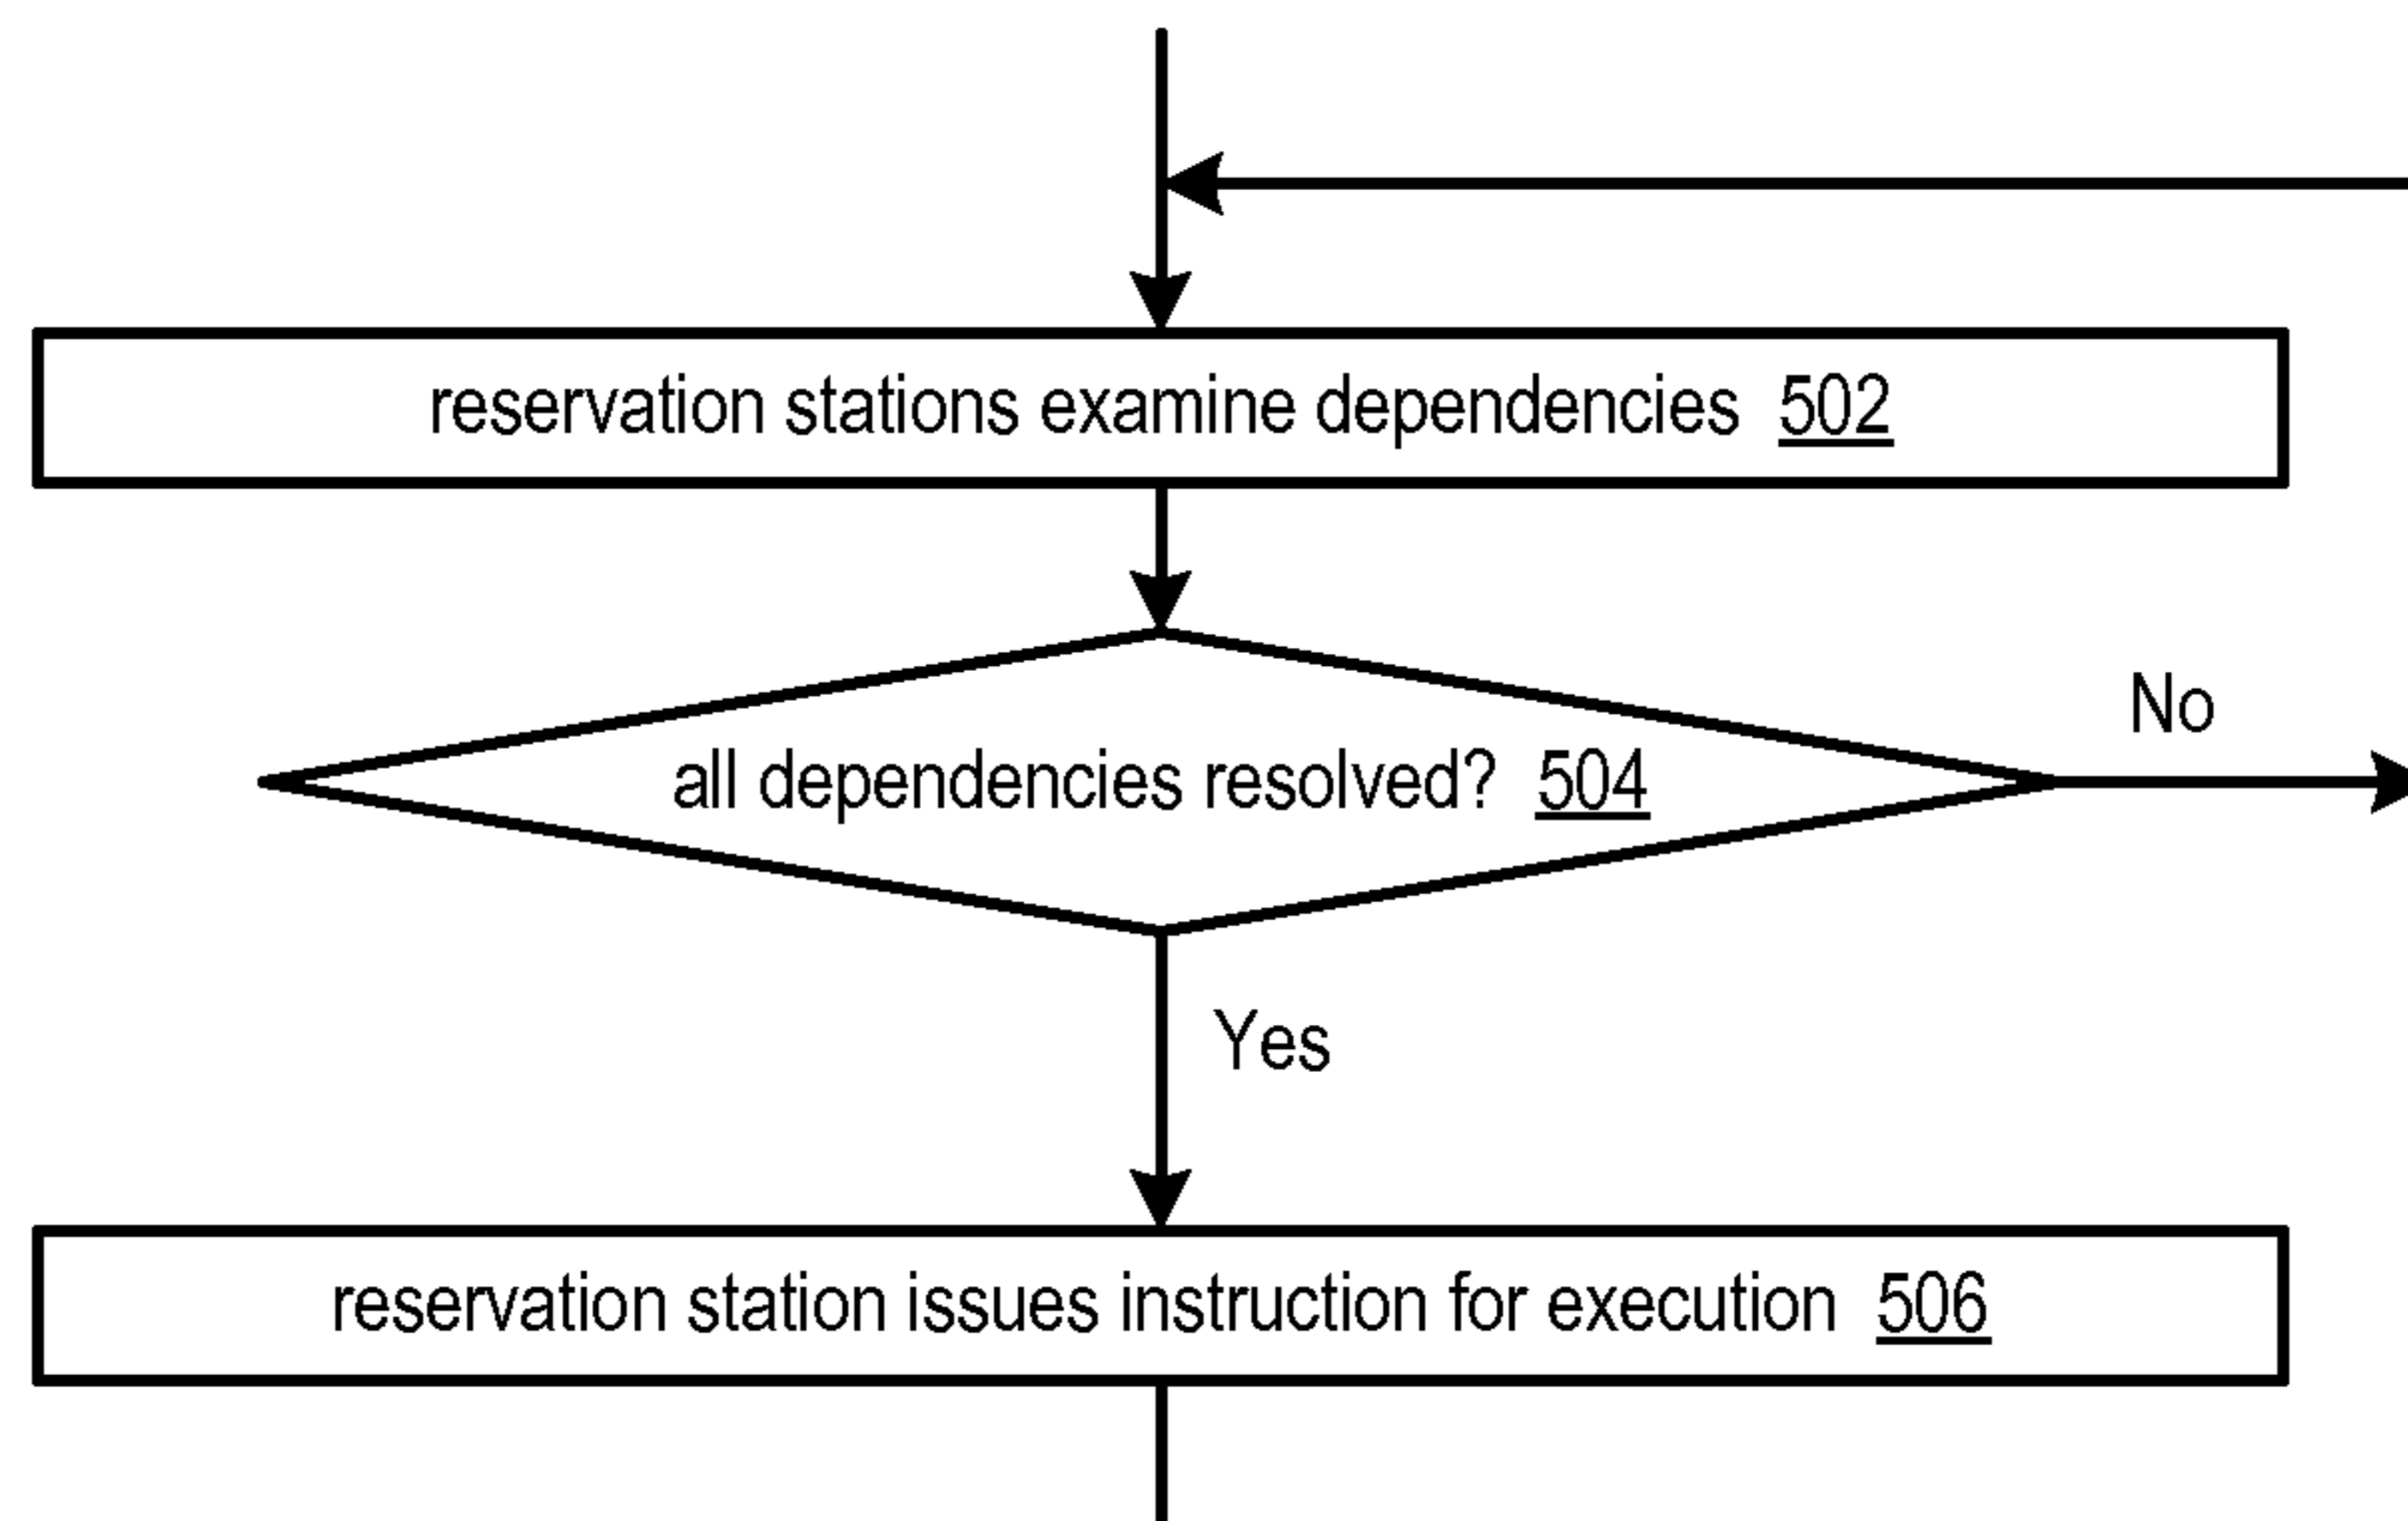 reservation stations examine dependencies 502
No
all dependencies resolved? 504
Yes
reservation station issues instruction for execution 506